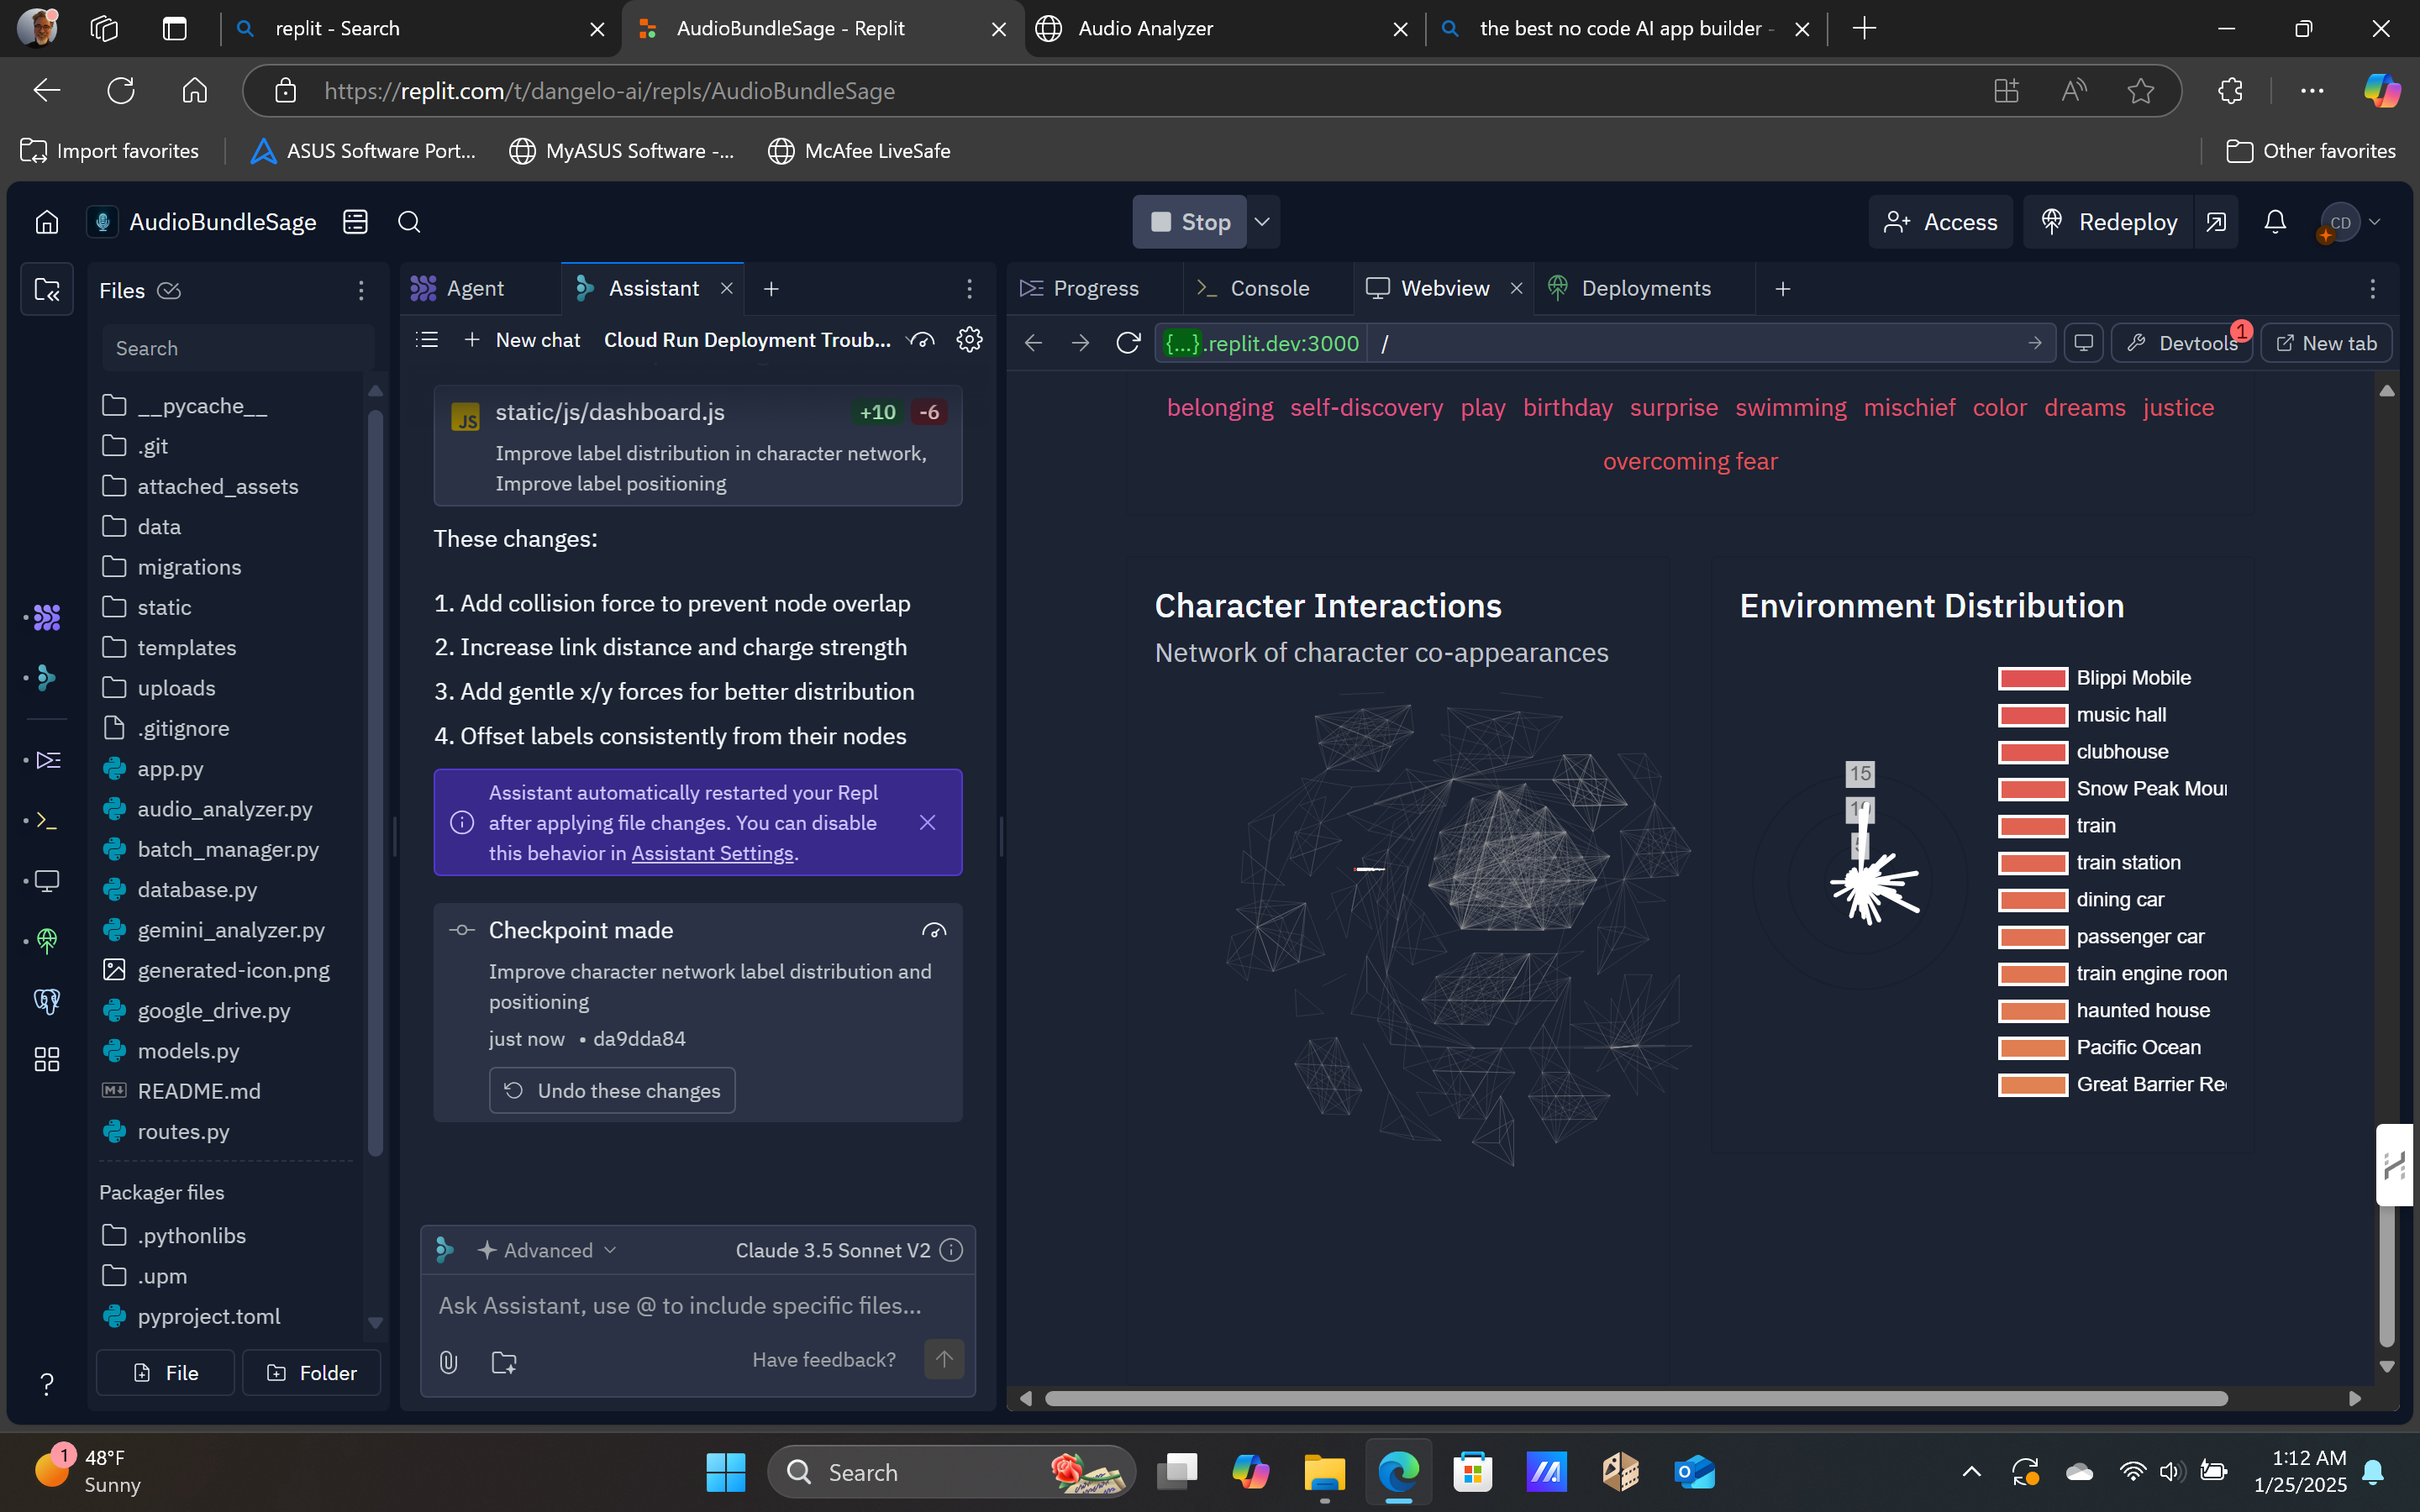 replit - Search
AudioBundleSage - Replit
Audio Analyzer
the best no code AI app builder -
https://replit.com/t/dangelo-ai/repls/AudioBundleSage
Import favorites
ASUS Software Port...
MyASUS Software -...
McAfee LiveSafe
Other favorites
AudioBundleSage
Stop
Access
Redeploy
CD
Files
Search
__pycache__
.git
attached_assets
data
migrations
static
templates
uploads
.gitignore
app.py
audio_analyzer.py
batch_manager.py
database.py
gemini_analyzer.py
generated-icon.png
google_drive.py
models.py
README.md
routes.py
Packager files
.pythonlibs
.upm
pyproject.toml
File
Folder
Agent
Assistant
New chat
Cloud Run Deployment Troub...
JS
static/js/dashboard.js
+10
-6
Improve label distribution in character network,
Improve label positioning
These changes:
1. Add collision force to prevent node overlap
2. Increase link distance and charge strength
3. Add gentle x/y forces for better distribution
4. Offset labels consistently from their nodes
Assistant automatically restarted your Repl
after applying file changes. You can disable
this behavior in Assistant Settings.
Checkpoint made
Improve character network label distribution and
positioning
just now • da9dda84
Undo these changes
Advanced
Claude 3.5 Sonnet V2
Ask Assistant, use @ to include specific files...
Have feedback?
Progress
Console
Webview
Deployments
{...}.replit.dev:3000
/
Devtools
1
New tab
belonging self-discovery play birthday surprise swimming mischief color dreams justice
overcoming fear
Character Interactions
Network of character co-appearances
Environment Distribution
15
Blippi Mobile
music hall
clubhouse
Snow Peak Mou
train
train station
dining car
passenger car
train engine room
haunted house
Pacific Ocean
Great Barrier Re
1
48°F
Sunny
Search
1:12 AM
1/25/2025